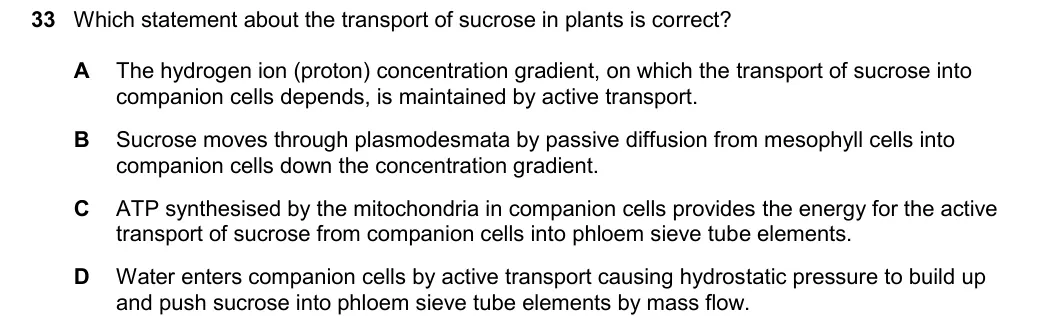 33 Which statement about the transport of sucrose in plants is correct?
A The hydrogen ion (proton) concentration gradient, on which the transport of sucrose into
companion cells depends, is maintained by active transport.
B Sucrose moves through plasmodesmata by passive diffusion from mesophyll cells into
companion cells down the concentration gradient.
C ATP synthesised by the mitochondria in companion cells provides the energy for the active
transport of sucrose from companion cells into phloem sieve tube elements.
D Water enters companion cells by active transport causing hydrostatic pressure to build up
and push sucrose into phloem sieve tube elements by mass flow.